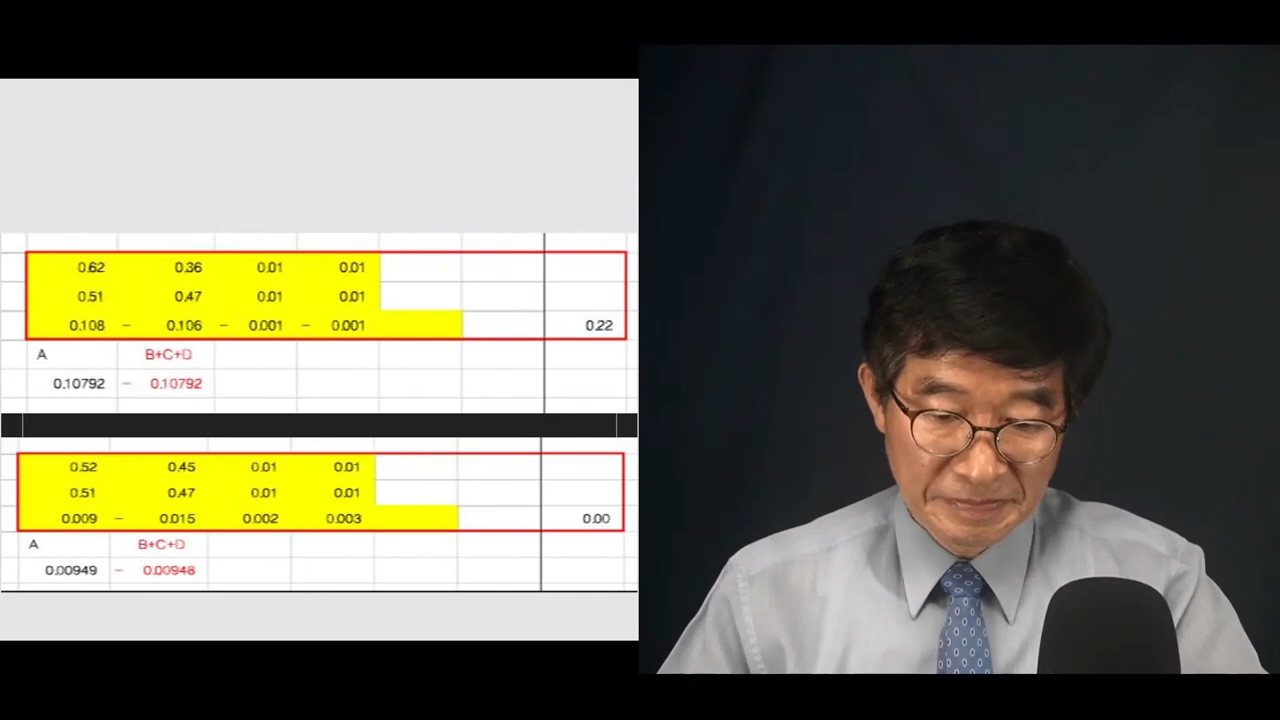 0.62 0.36 0.01 0.01
0.51 0.47 0.01 0.01
0.108 - 0.106 - 0.001 - 0.001 0.22
A B+C+D
0.10792 - 0.10792
0.52 0.45 0.01 0.01
0.51 0.47 0.01 0.01
0.009 - 0.015 0.002 0.003 0.00
A B+C+D
0.00949 - 0.00948